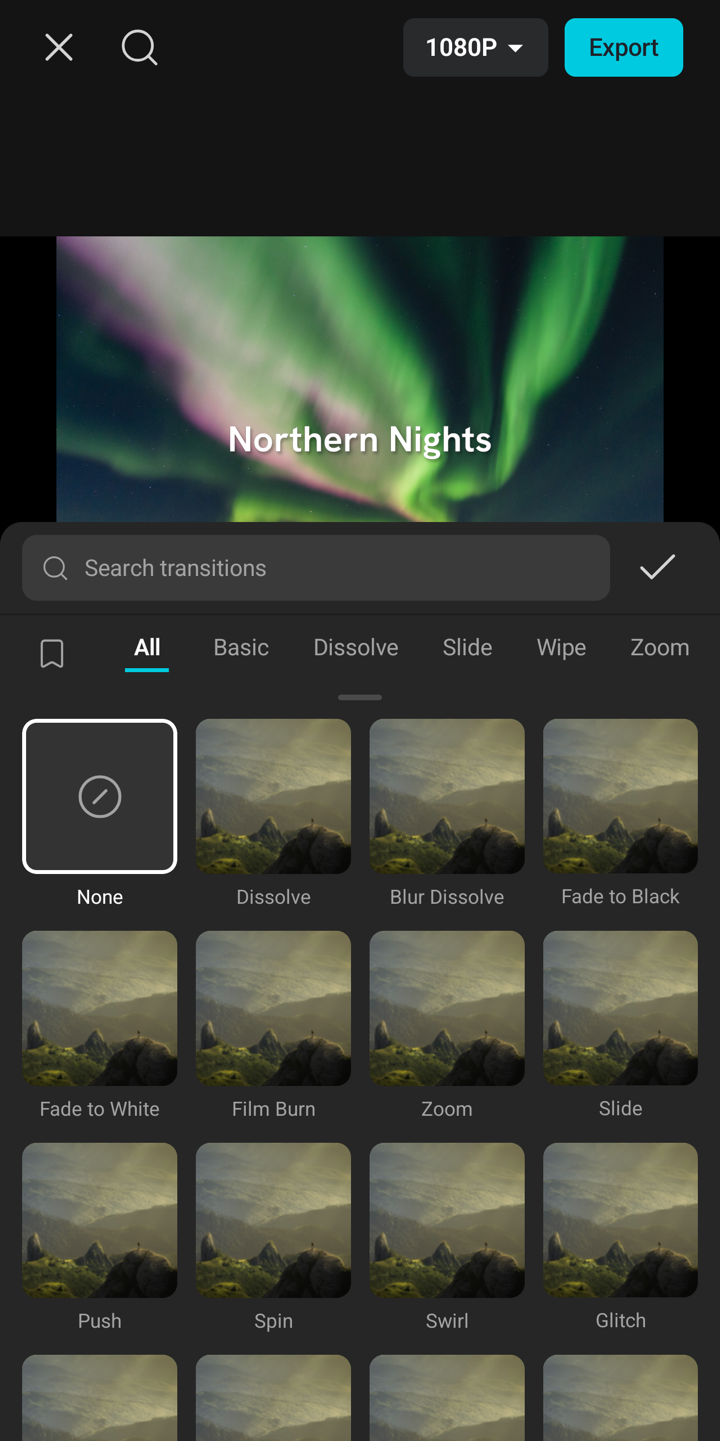 1080P
Export
Northern Nights
Search transitions
All Basic Dissolve Slide Wipe Zoom
None Dissolve Blur Dissolve Fade to Black
Fade to White Film Burn Zoom Slide
Push Spin Swirl Glitch